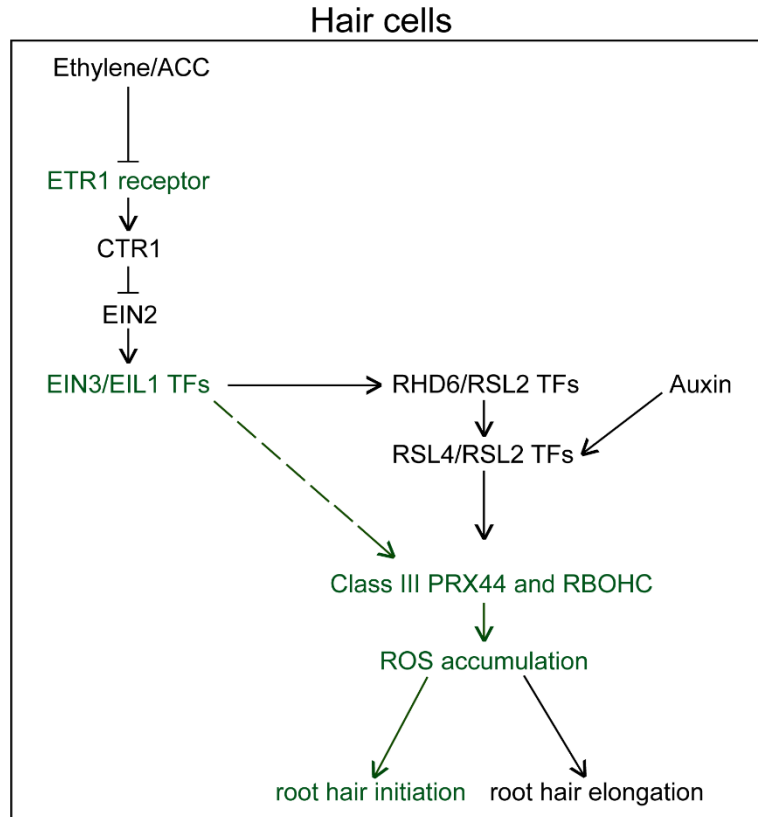 Hair cells
Ethylene/ACC
ETR1 receptor
CTR1
EIN2
EIN3/EIL1 TFs
RHD6/RSL2 TFs
Auxin
RSL4/RSL2 TFs
Class III PRX44 and RBOHC
ROS accumulation
root hair initiation
root hair elongation